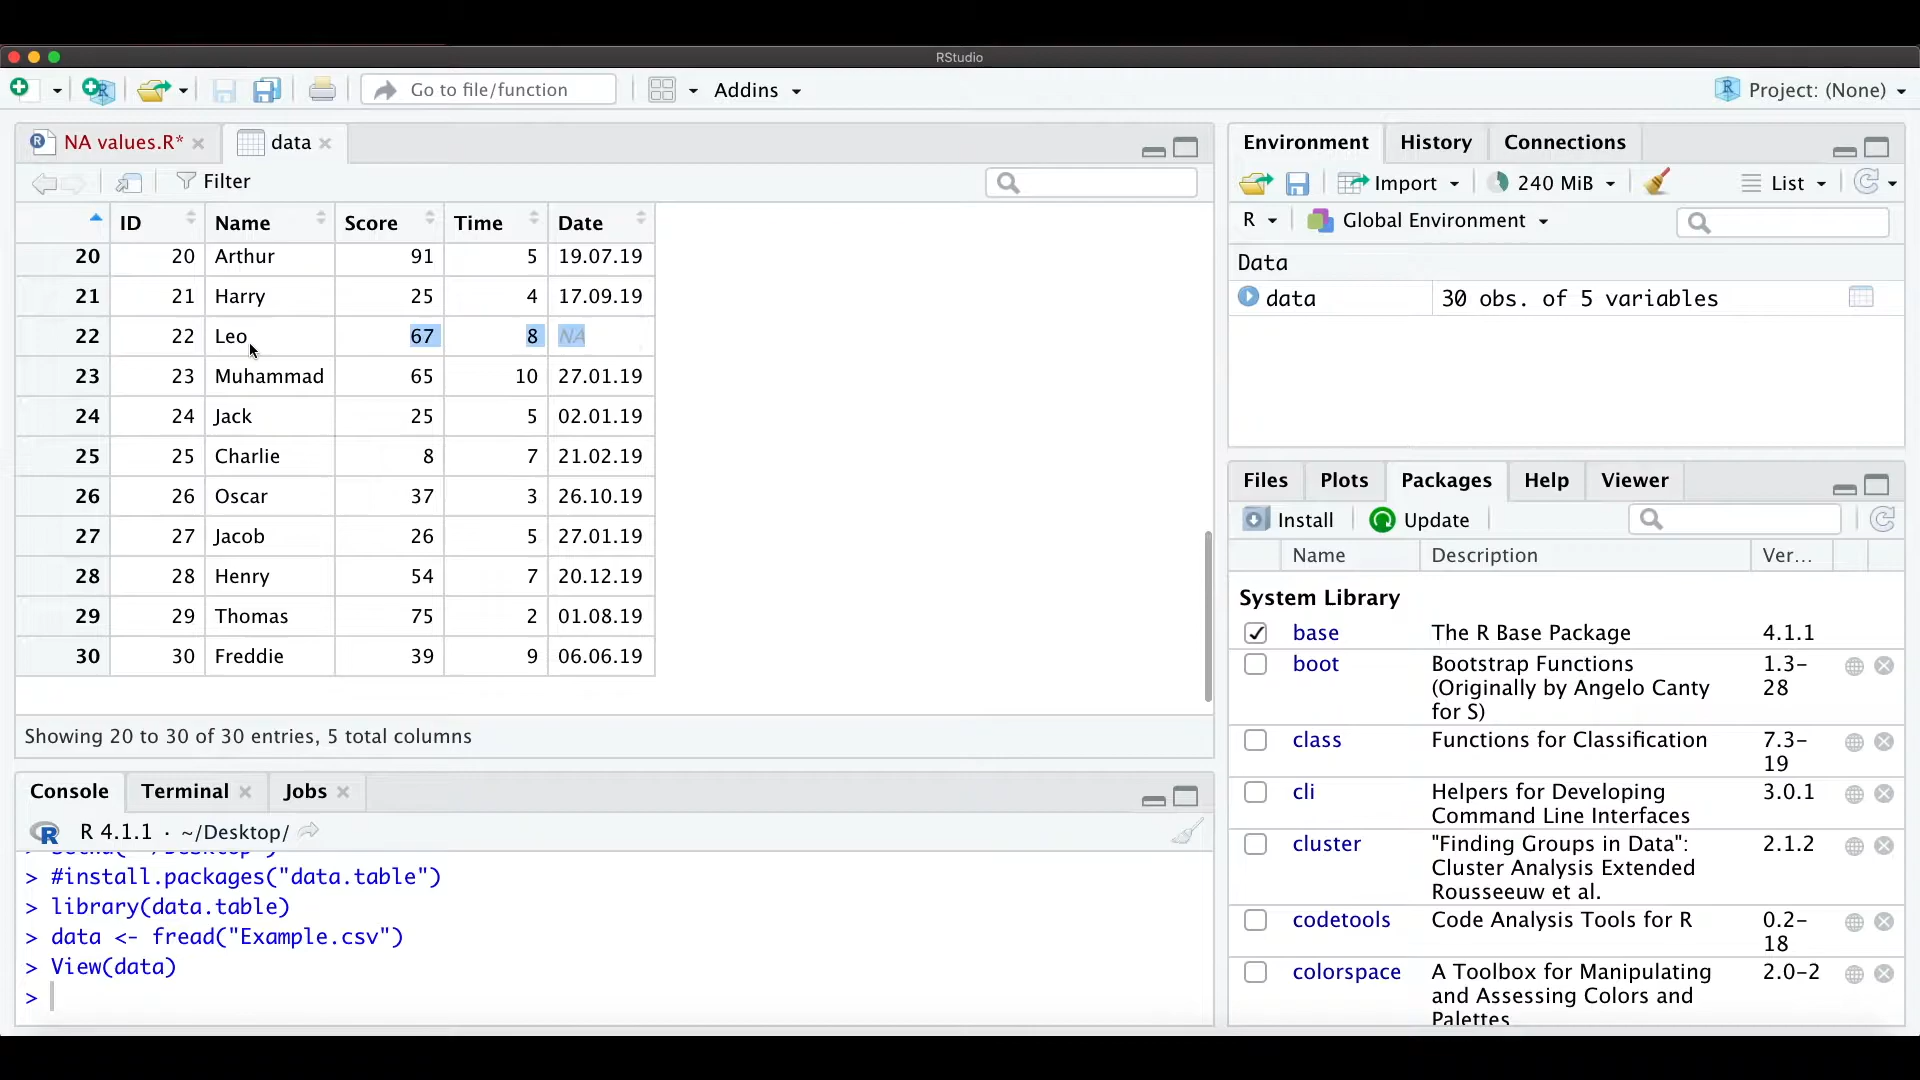 RStudio
Go to file/function
Addins
Project: (None)
NA values.R*
data
Filter
ID Name Score Time Date
20 20 Arthur 91 5 19.07.19
21 21 Harry 25 4 17.09.19
22 22 Leo 67 8 NA
23 23 Muhammad 65 10 27.01.19
24 24 Jack 25 5 02.01.19
25 25 Charlie 8 7 21.02.19
26 26 Oscar 37 3 26.10.19
27 27 Jacob 26 5 27.01.19
28 28 Henry 54 7 20.12.19
29 29 Thomas 75 2 01.08.19
30 30 Freddie 39 9 06.06.19
Showing 20 to 30 of 30 entries, 5 total columns
Console Terminal Jobs
R 4.1.1 · ~/Desktop/
> #install.packages("data.table")
> library(data.table)
> data <- fread("Example.csv")
> View(data)
>
Environment History Connections
Import 240 MiB List
R Global Environment
Data
data 30 obs. of 5 variables
Files Plots Packages Help Viewer
Install Update
Name Description Ver...
System Library
base The R Base Package 4.1.1
boot Bootstrap Functions 1.3-
(Originally by Angelo Canty 28
for S)
class Functions for Classification 7.3-
19
cli Helpers for Developing 3.0.1
Command Line Interfaces
cluster "Finding Groups in Data": 2.1.2
Cluster Analysis Extended
Rousseeuw et al.
codetools Code Analysis Tools for R 0.2-
18
colorspace A Toolbox for Manipulating 2.0-2
and Assessing Colors and
Palettes